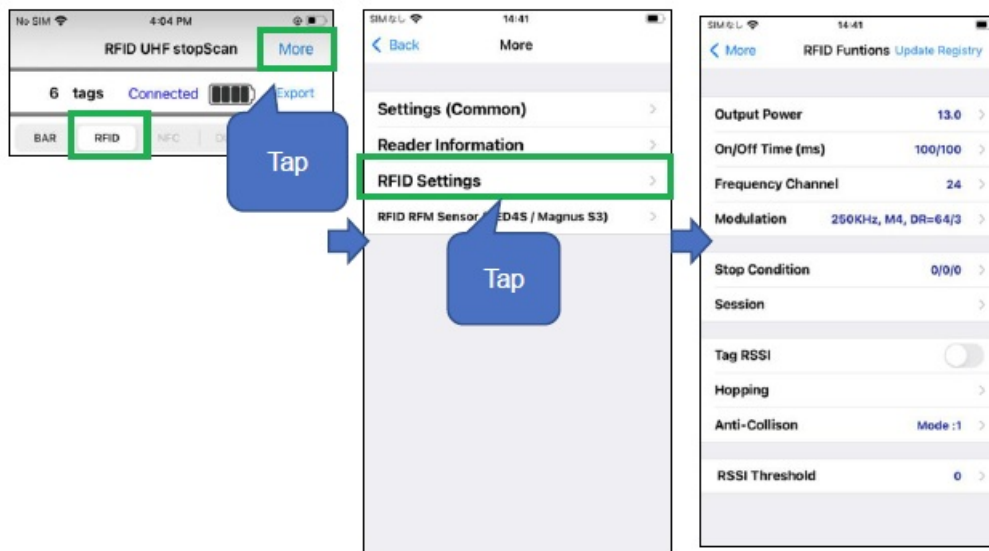 No SIM 4:04 PM
RFID UHF stopScan More
6 tags Connected Export
BAR RFID NFC
Tap
SIMなし 14:41
Back More
Settings (Common)
Reader Information
RFID Settings
RFID RFM Sensor ED4S / Magnus S3)
Tap
SIMなし 14:41
More RFID Funtions Update Registry
Output Power 13.0
On/Off Time (ms) 100/100
Frequency Channel 24
Modulation 250KHz, M4, DR=64/3
Stop Condition 0/0/0
Session
Tag RSSI
Hopping
Anti-Collison Mode :1
RSSI Threshold 0